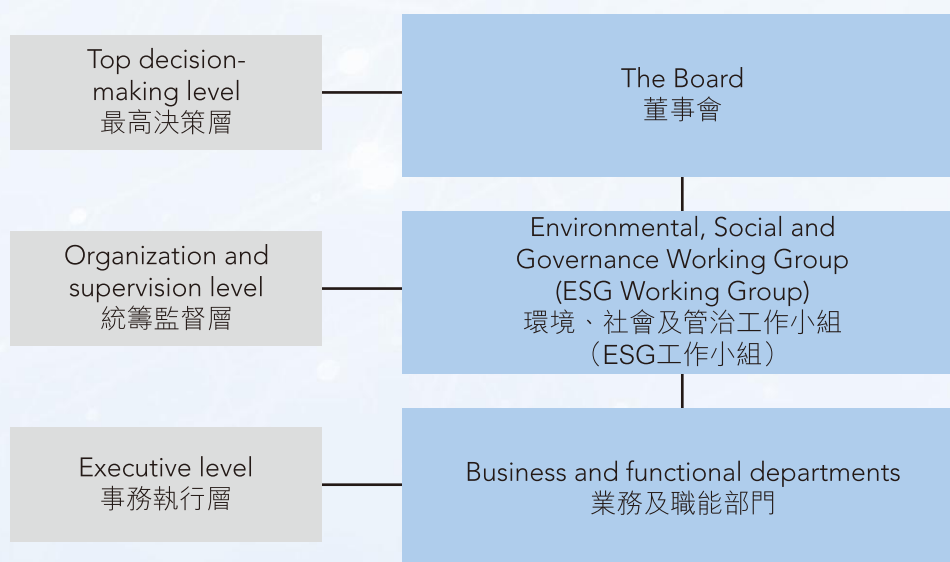 Top decision-
making level
最高決策層
The Board
董事會
Organization and
supervision level
統籌監督層
Environmental, Social and
Governance Working Group
(ESG Working Group)
環境、社會及管治工作小組
（ESG工作小組）
Executive level
事務執行層
Business and functional departments
業務及職能部門